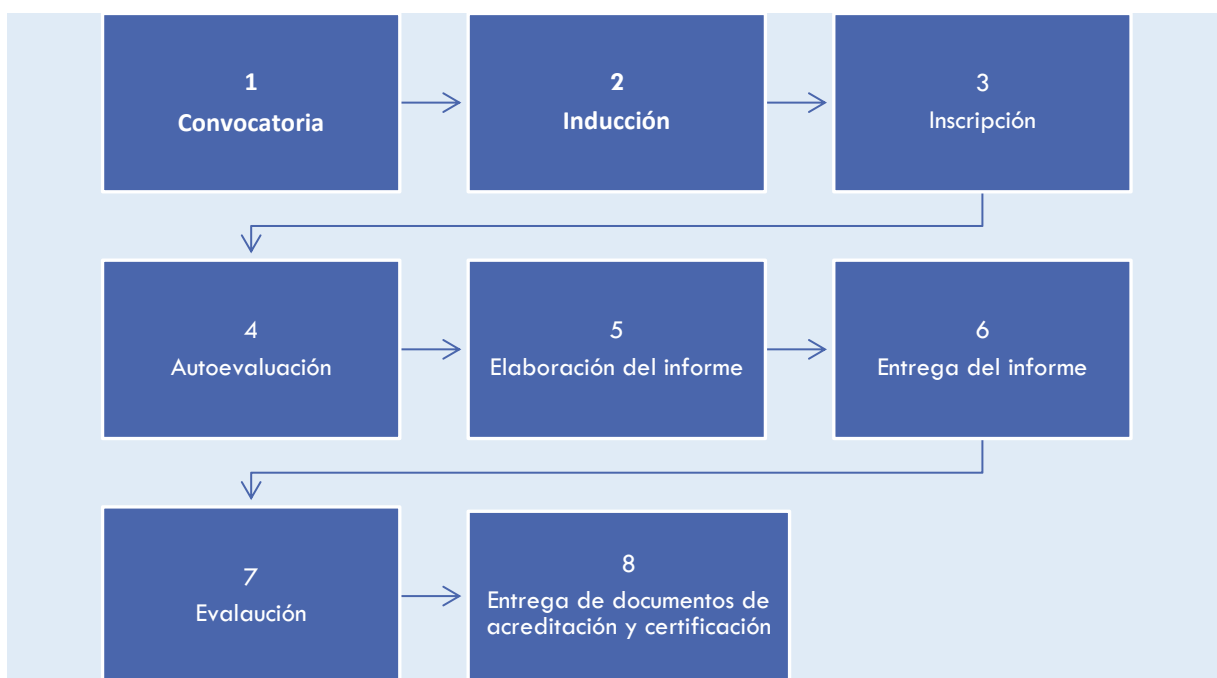 1
Convocatoria
2
Inducción
3
Inscripción
4
Autoevaluación
5
Elaboración del informe
6
Entrega del informe
7
Evalaución
8
Entrega de documentos de
acreditación y certificación